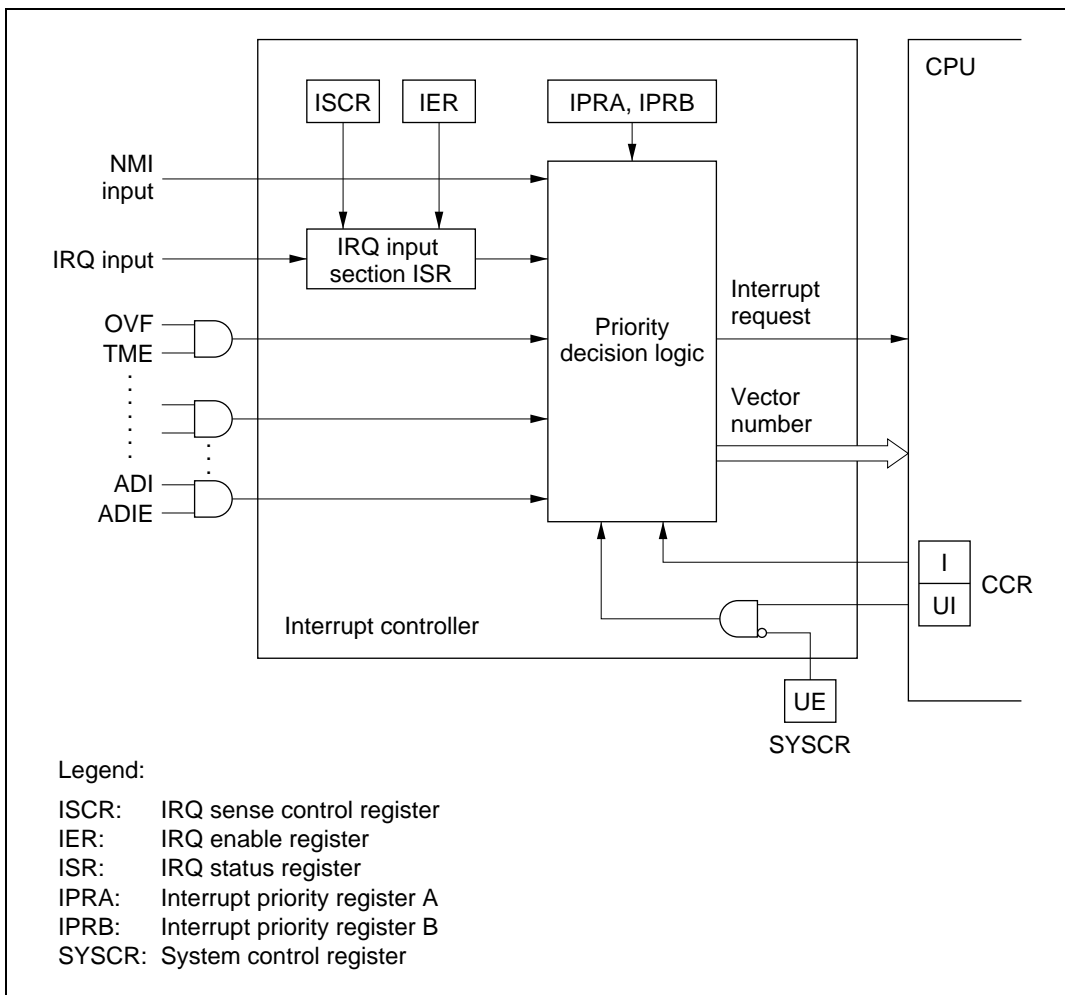 CPU
ISCR
IER
IPRA, IPRB
NMI
input
IRQ input
IRQ input
section ISR
OVF
TME
Priority
decision logic
Interrupt
request
Vector
number
ADI
ADIE
I
UI
CCR
Interrupt controller
UE
SYSCR
Legend:
ISCR: IRQ sense control register
IER: IRQ enable register
ISR: IRQ status register
IPRA: Interrupt priority register A
IPRB: Interrupt priority register B
SYSCR: System control register